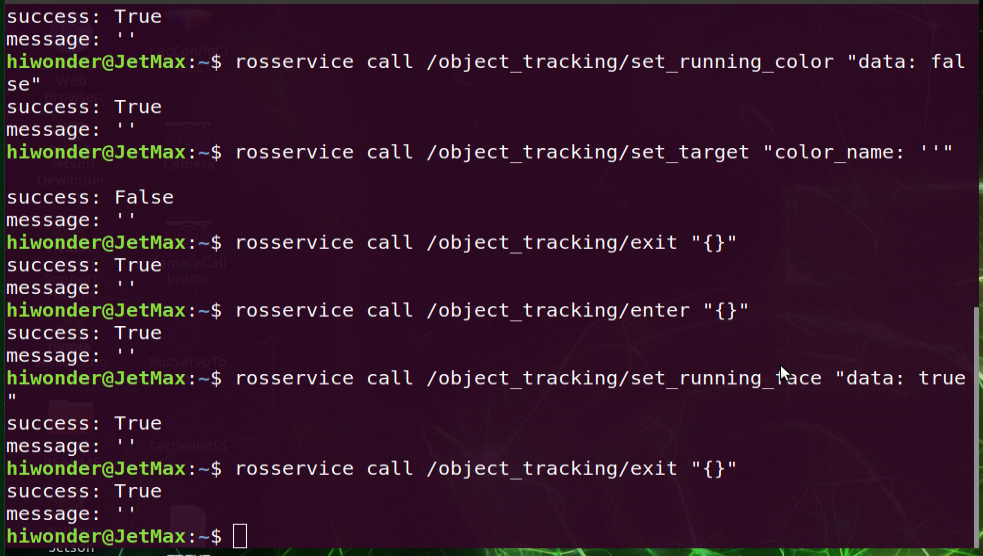 success: True
message: ''
hiwonder@JetMax:~$ rosservice call /object_tracking/set_running_color "data: fal
se"
success: True
message: ''
hiwonder@JetMax:~$ rosservice call /object_tracking/set_target "color_name: ''"
success: False
message: ''
hiwonder@JetMax:~$ rosservice call /object_tracking/exit "{}"
success: True
message: ''
hiwonder@JetMax:~$ rosservice call /object_tracking/enter "{}"
success: True
message: ''
hiwonder@JetMax:~$ rosservice call /object_tracking/set_running_face "data: true
"
success: True
message: ''
hiwonder@JetMax:~$ rosservice call /object_tracking/exit "{}"
success: True
message: ''
hiwonder@JetMax:~$